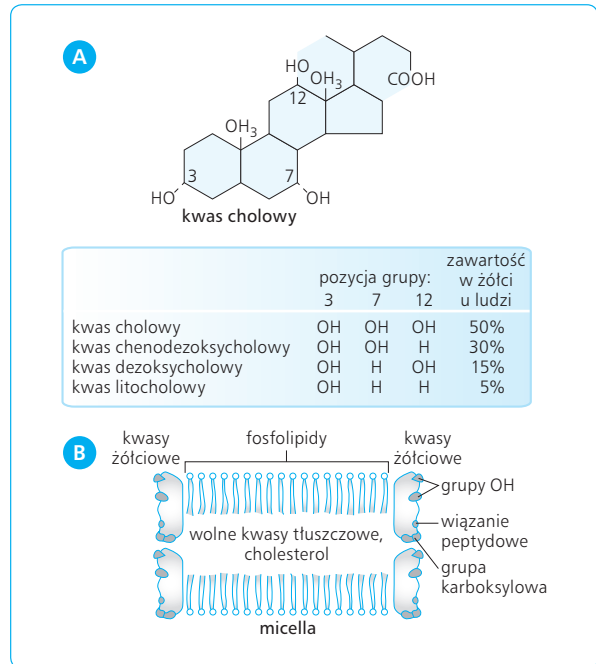 A
HO
12
OH3
COOH
OH3
3
7
HO
OH
kwas cholowy
pozycja grupy:
zawartość
w żółci
u ludzi
3 7 12
kwas cholowy OH OH OH 50%
kwas chenodezoksycholowy OH OH H 30%
kwas dezoksycholowy OH H OH 15%
kwas litocholowy OH H H 5%
B
kwasy
żółciowe
fosfolipidy
kwasy
żółciowe
grupy OH
wolne kwasy tłuszczowe,
cholesterol
wiązanie
peptydowe
grupa
karboksylowa
micella